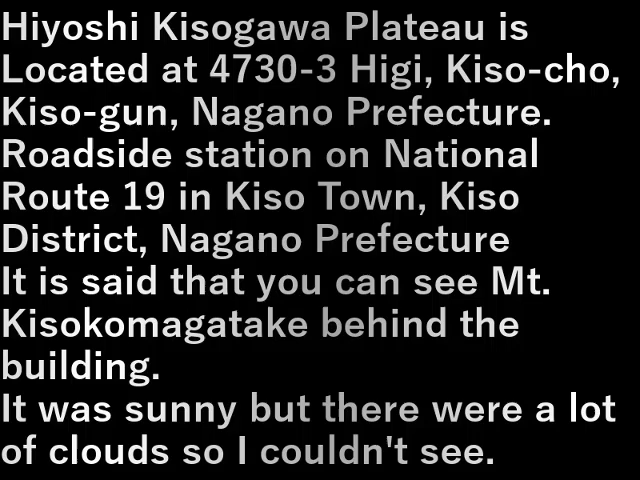 Hiyoshi Kisogawa Plateau is
Located at 4730-3 Higi, Kiso-cho,
Kiso-gun, Nagano Prefecture.
Roadside station on National
Route 19 in Kiso Town, Kiso
District, Nagano Prefecture
It is said that you can see Mt.
Kisokomagatake behind the
building.
It was sunny but there were a lot
of clouds so I couldn't see.